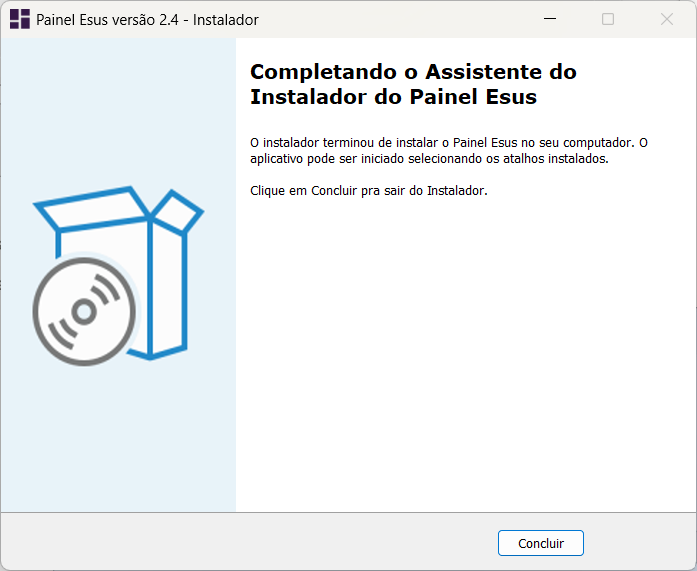 Painel Esus versão 2.4 - Instalador
Completando o Assistente do
Instalador do Painel Esus
O instalador terminou de instalar o Painel Esus no seu computador. O
aplicativo pode ser iniciado selecionando os atalhos instalados.
Clique em Concluir pra sair do Instalador.
Concluir